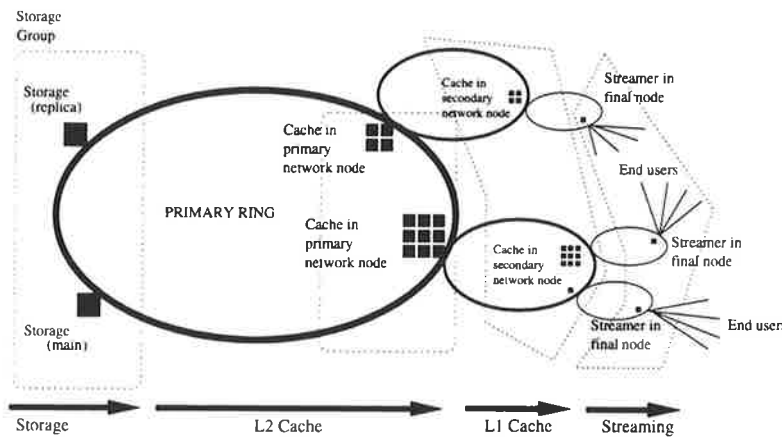 Storage
Group
Storage
(replica)
Cache in
primary
network node
PRIMARY RING
Cache in
primary
network node
Storage
(main)
Cache in
secondary
network node
Streamer in
final node
End users
Cache in
secondary
network node
Streamer in
final node
Streamer in
final node
End users
Storage
L2 Cache
L1 Cache
Streaming